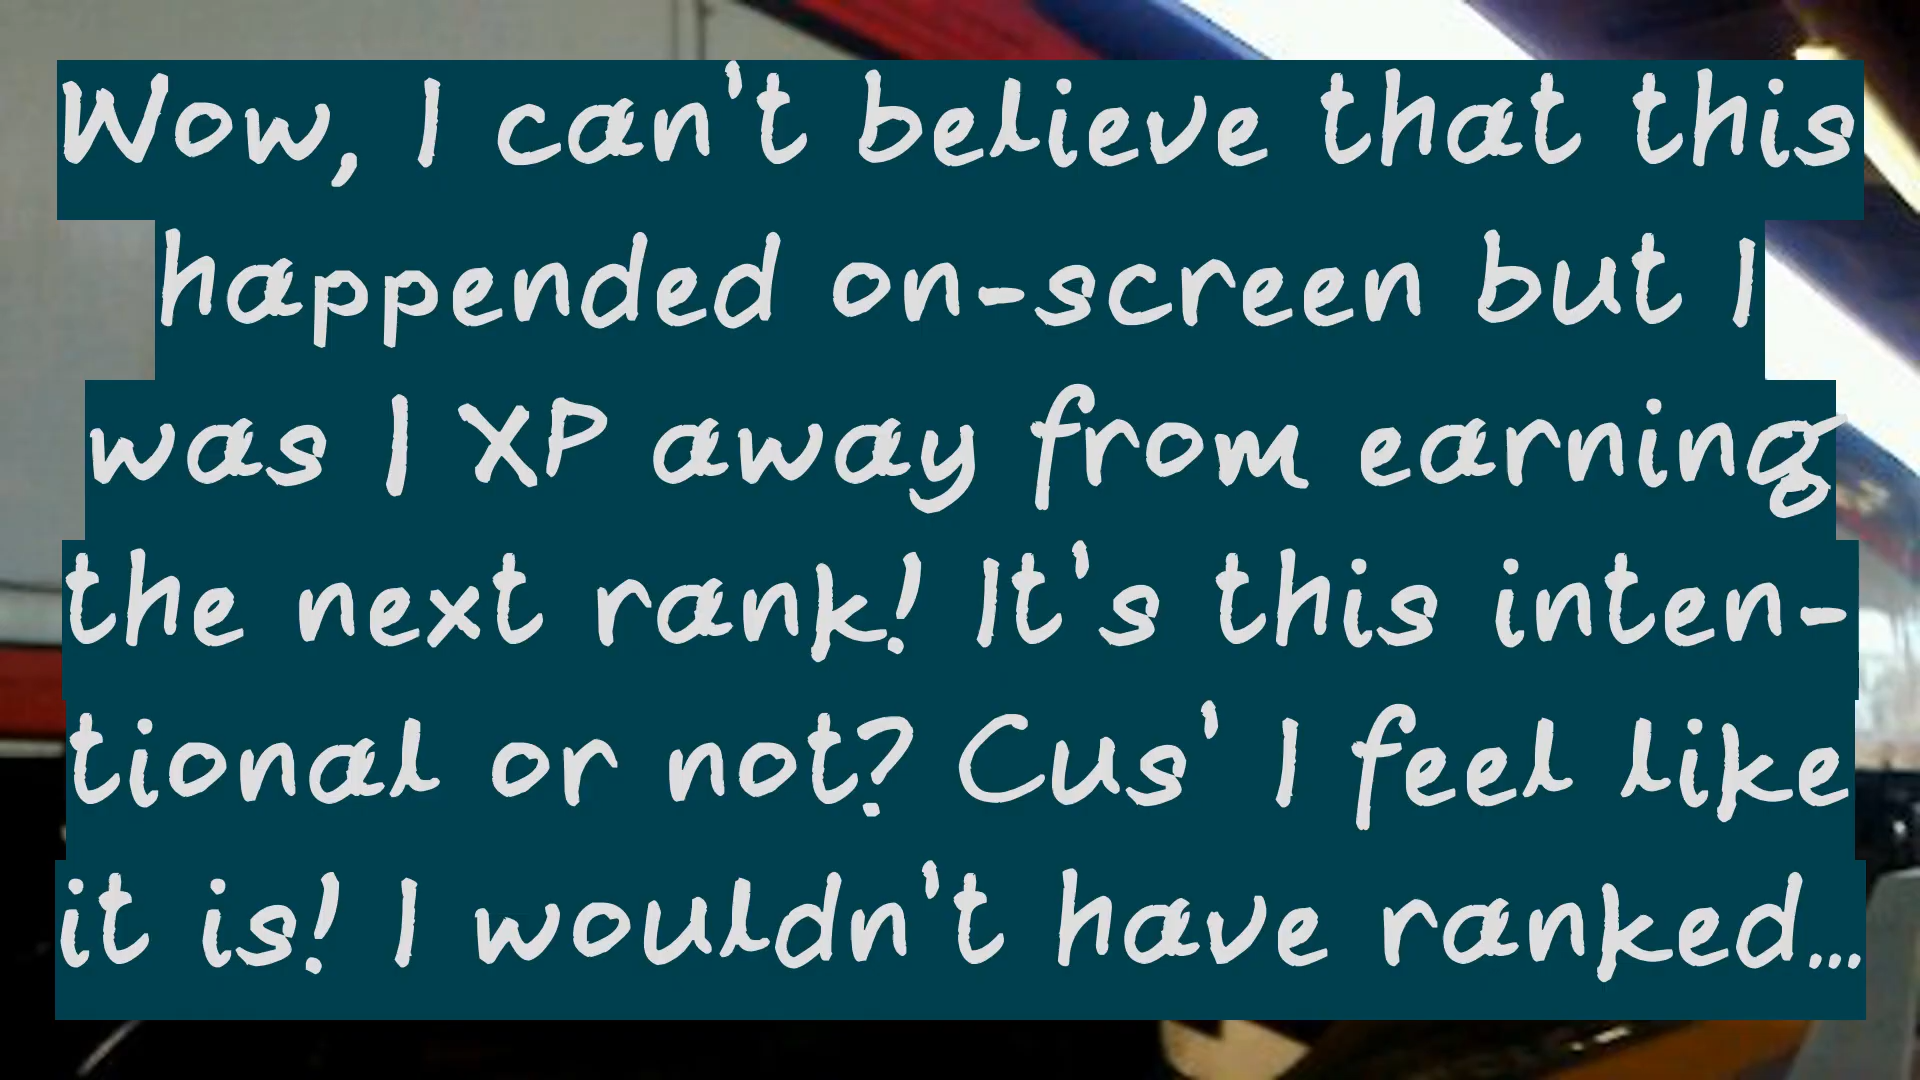 Wow, I can't believe that this
happended on-screen but I
was 1 XP away from earning
the next rank! It's this inten-
tional or not? Cus' I feel like
it is! I wouldn't have ranked...